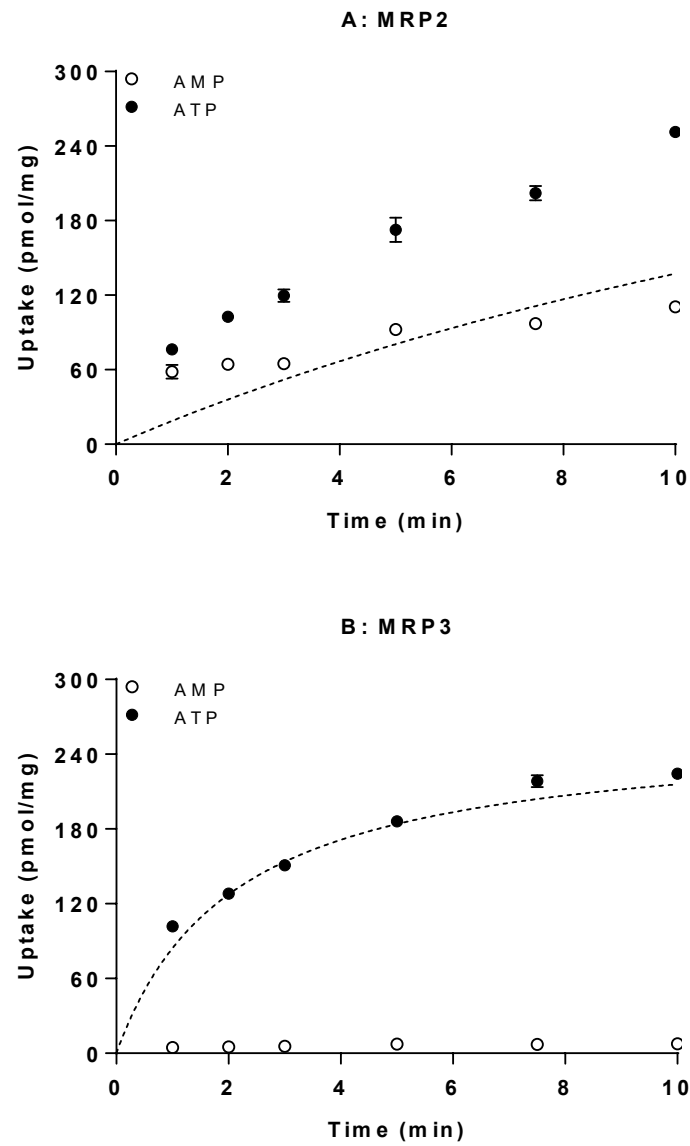 A: MRP2
300
240
180
120
60
0
AMP
ATP
Uptake (pmol/mg)
0 2 4 6 8 10
Time (min)
B: MRP3
300
240
180
120
60
0
AMP
ATP
Uptake (pmol/mg)
0 2 4 6 8 10
Time (min)